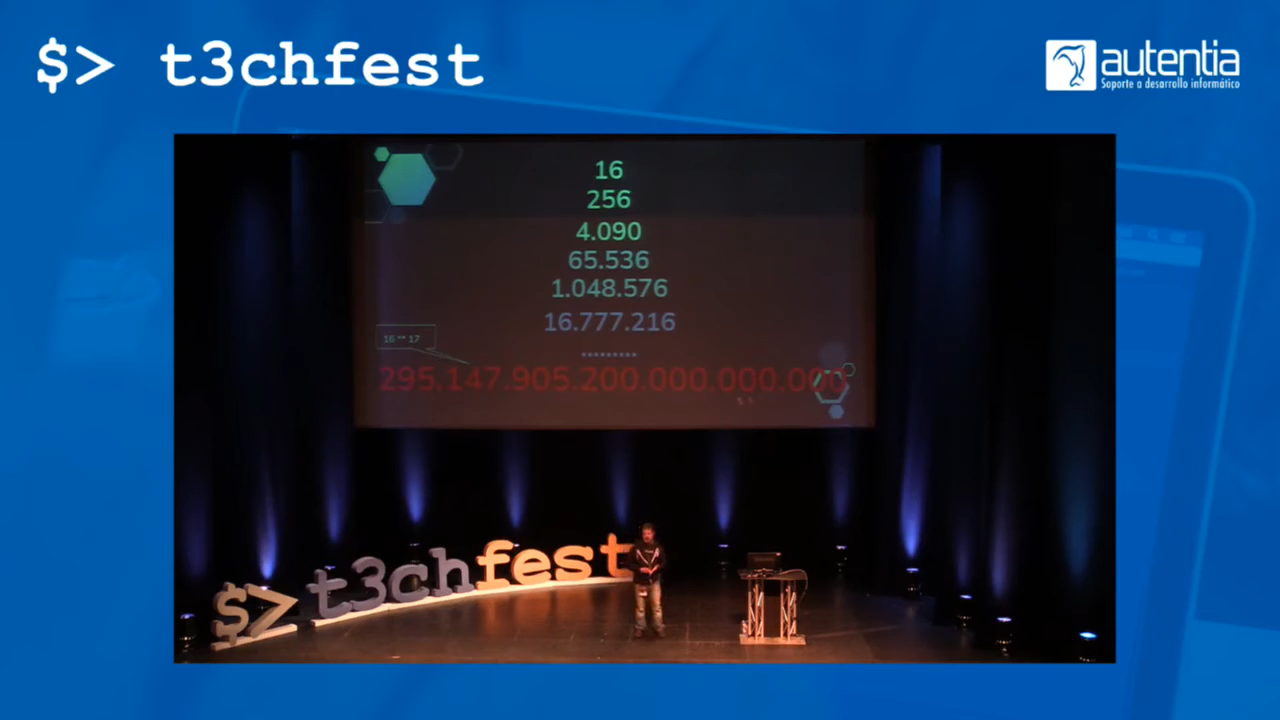 $> t3chfest
autentia
Soporte a desarrollo informático
16
256
4.090
65.536
1.048.576
16.777.216
.........
16 ** 17
295.147.905.200.000.000.000
$> t3chfest